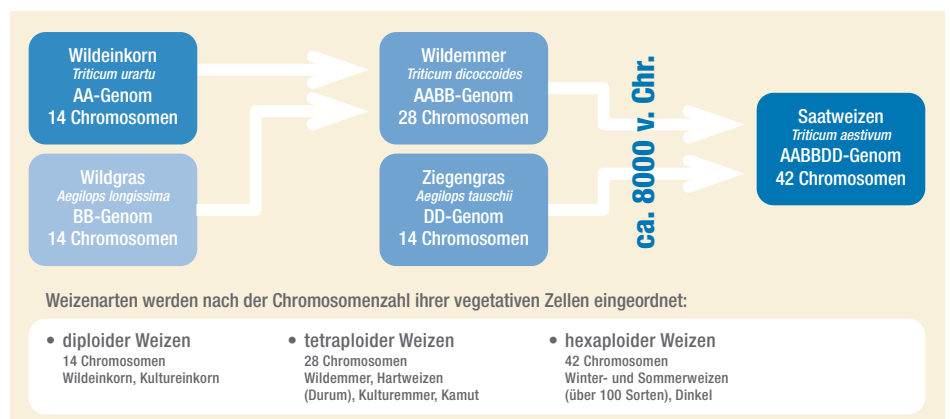 Wildeinkorn
Triticum urartu
AA-Genom
14 Chromosomen
Wildgras
Aegilops longissima
BB-Genom
14 Chromosomen
Wildemmer
Triticum dicoccoides
AABB-Genom
28 Chromosomen
Ziegengras
Aegilops tauschii
DD-Genom
14 Chromosomen
ca. 8000 v. Chr.
Saatweizen
Triticum aestivum
AABBDD-Genom
42 Chromosomen
Weizenarten werden nach der Chromosomenzahl ihrer vegetativen Zellen eingeordnet:
• diploider Weizen
14 Chromosomen
Wildeinkorn, Kultureinkorn
• tetraploider Weizen
28 Chromosomen
Wildemmer, Hartweizen
(Durum), Kulturemmer, Kamut
• hexaploider Weizen
42 Chromosomen
Winter- und Sommerweizen
(über 100 Sorten), Dinkel